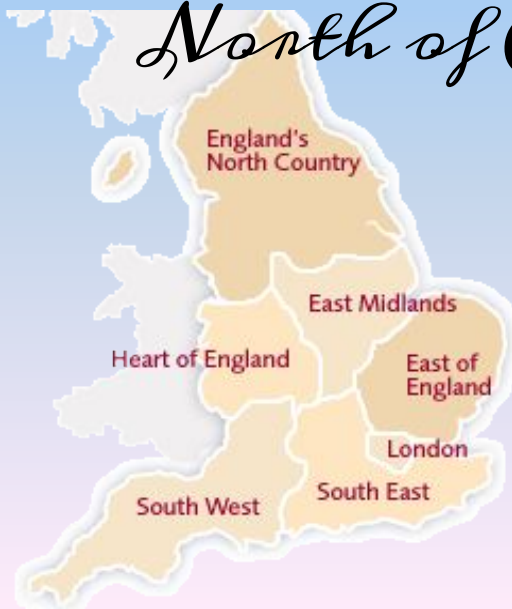 North of
England's
North Country
East Midlands
Heart of England
East of
England
London
South East
South West